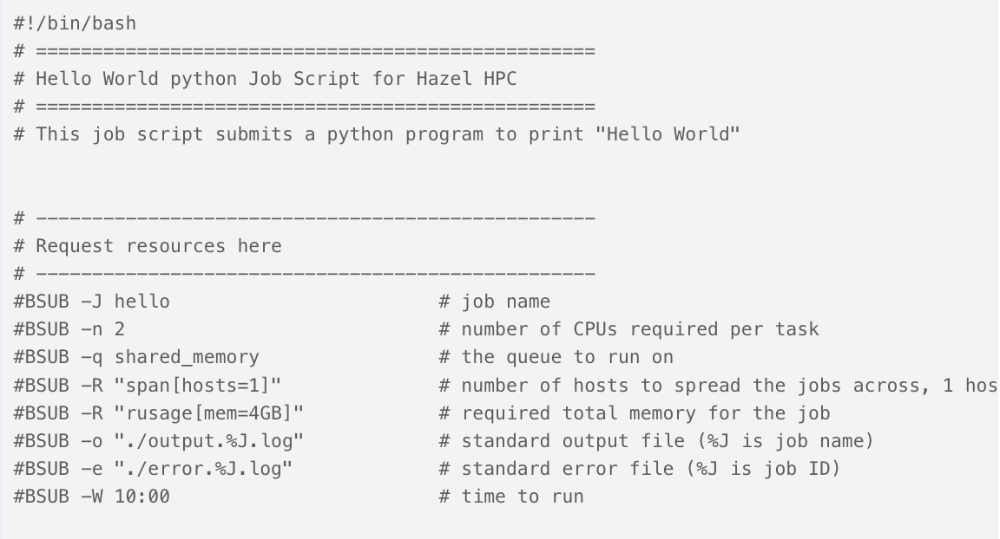 #!/bin/bash
# ==================================================
# Hello World python Job Script for Hazel HPC
# ==================================================
# This job script submits a python program to print "Hello World"
# --------------------------------------------------
# Request resources here
# --------------------------------------------------
#BSUB -J hello                        # job name
#BSUB -n 2                            # number of CPUs required per task
#BSUB -q shared_memory                # the queue to run on
#BSUB -R "span[hosts=1]"              # number of hosts to spread the jobs across, 1 hos
#BSUB -R "rusage[mem=4GB]"            # required total memory for the job
#BSUB -o "./output.%J.log"            # standard output file (%J is job name)
#BSUB -e "./error.%J.log"             # standard error file (%J is job ID)
#BSUB -W 10:00                        # time to run